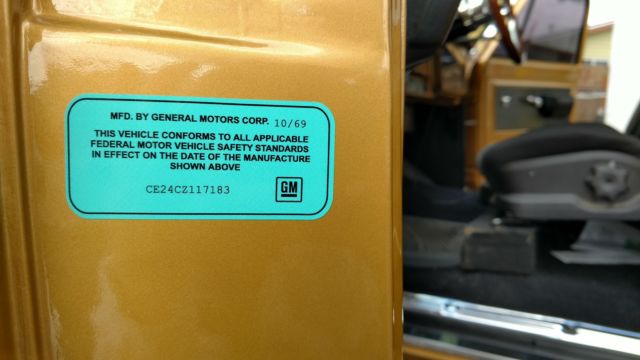 MFD. BY GENERAL MOTORS CORP. 10/69
THIS VEHICLE CONFORMS TO ALL APPLICABLE
FEDERAL MOTOR VEHICLE SAFETY STANDARDS
IN EFFECT ON THE DATE OF THE MANUFACTURE
SHOWN ABOVE
CE24CZ117183
GM